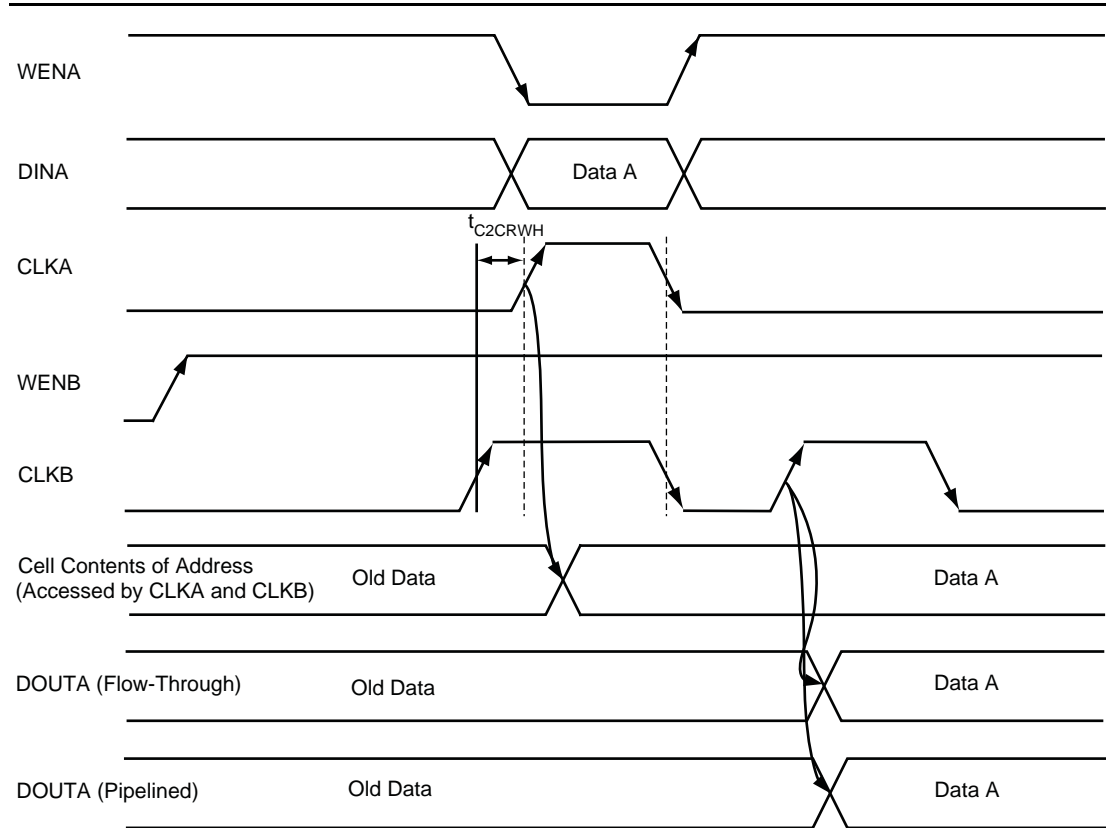 WENA
DINA
Data A
tC2CRWH
CLKA
WENB
CLKB
Cell Contents of Address
(Accessed by CLKA and CLKB)
Old Data
Data A
DOUTA (Flow-Through)
Old Data
Data A
DOUTA (Pipelined)
Old Data
Data A